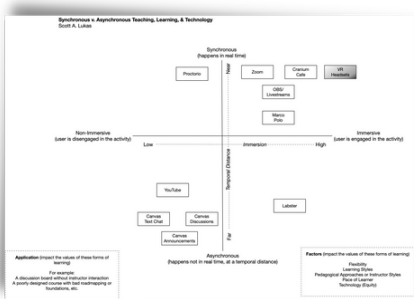 Synchronous v. Asynchronous Teaching, Learning, & Technology
Scott A. Lukas
Synchronous
(happens in real time)
Near
Proctorio
Zoom
Cranium
Cafe
VR
Headsets
OBS/
Livestreams
Marco
Polo
Non-Immersive
(user is disengaged in the activity)
Immersive
(user is engaged in the activity)
Low
Immersion
High
Temporal Distance
YouTube
Canvas
Text Chat
Canvas
Discussions
Canvas
Announcements
Labster
Far
Asynchronous
(happens not in real time, at a temporal distance)
Application (impact the values of these forms of
learning)
For example:
A discussion board without instructor interaction
A poorly-designed course with bad roadmapping or
foundations, etc.
Factors (impact the values of these forms of learning)
Flexibility
Learning Styles
Pedagogical Approaches or Instructor Styles
Pace of Learner
Technology (Equity)